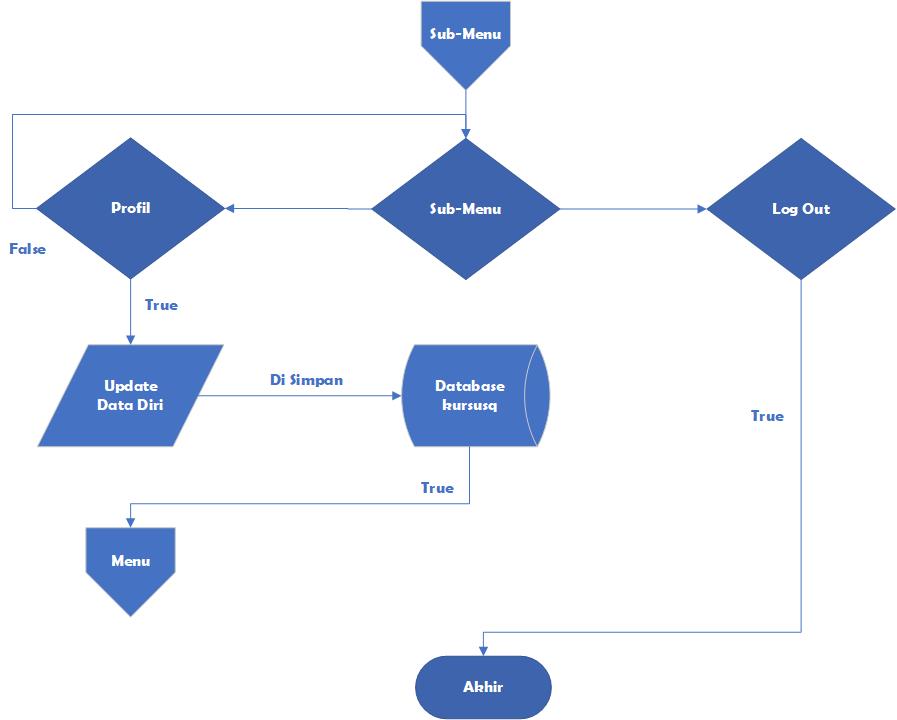 Sub-Menu
Profil
Sub-Menu
Log Out
False
True
Update
Data Diri
Di Simpan
Database
kursusq
True
True
Menu
Akhir